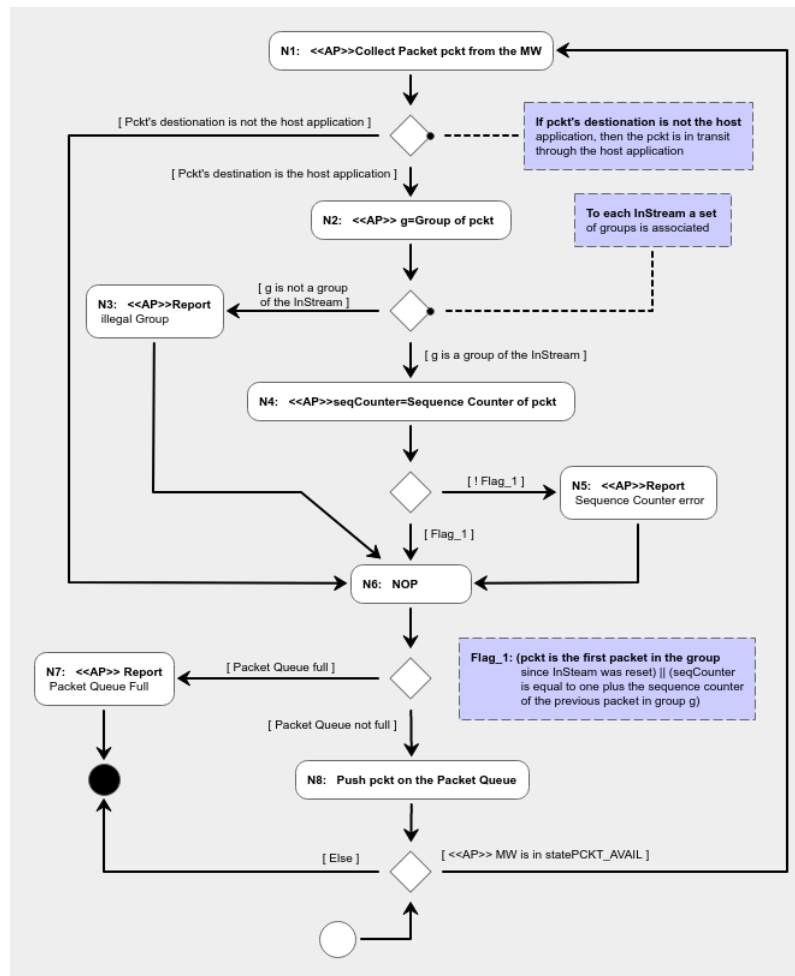 N1: <<AP>>Collect Packet pckt from the MW
[ Pckt's destionation is not the host application ]
If pckt's destionation is not the host
application, then the pckt is in transit
through the host application
[ Pckt's destination is the host application ]
N2: <<AP>> g=Group of pckt
To each InStream a set
of groups is associated
[ g is not a group
of the InStream ]
N3: <<AP>>Report
illegal Group
[ g is a group of the InStream ]
N4: <<AP>>seqCounter=Sequence Counter of pckt
[ ! Flag_1 ]
N5: <<AP>>Report
Sequence Counter error
[ Flag_1 ]
N6: NOP
Flag_1: (pckt is the first packet in the group
since InSteam was reset) || (seqCounter
is equal to one plus the sequence counter
of the previous packet in group g)
[ Packet Queue full ]
N7: <<AP>> Report
Packet Queue Full
[ Packet Queue not full ]
N8: Push pckt on the Packet Queue
[ Else ]
[ <<AP>> MW is in statePCKT_AVAIL ]